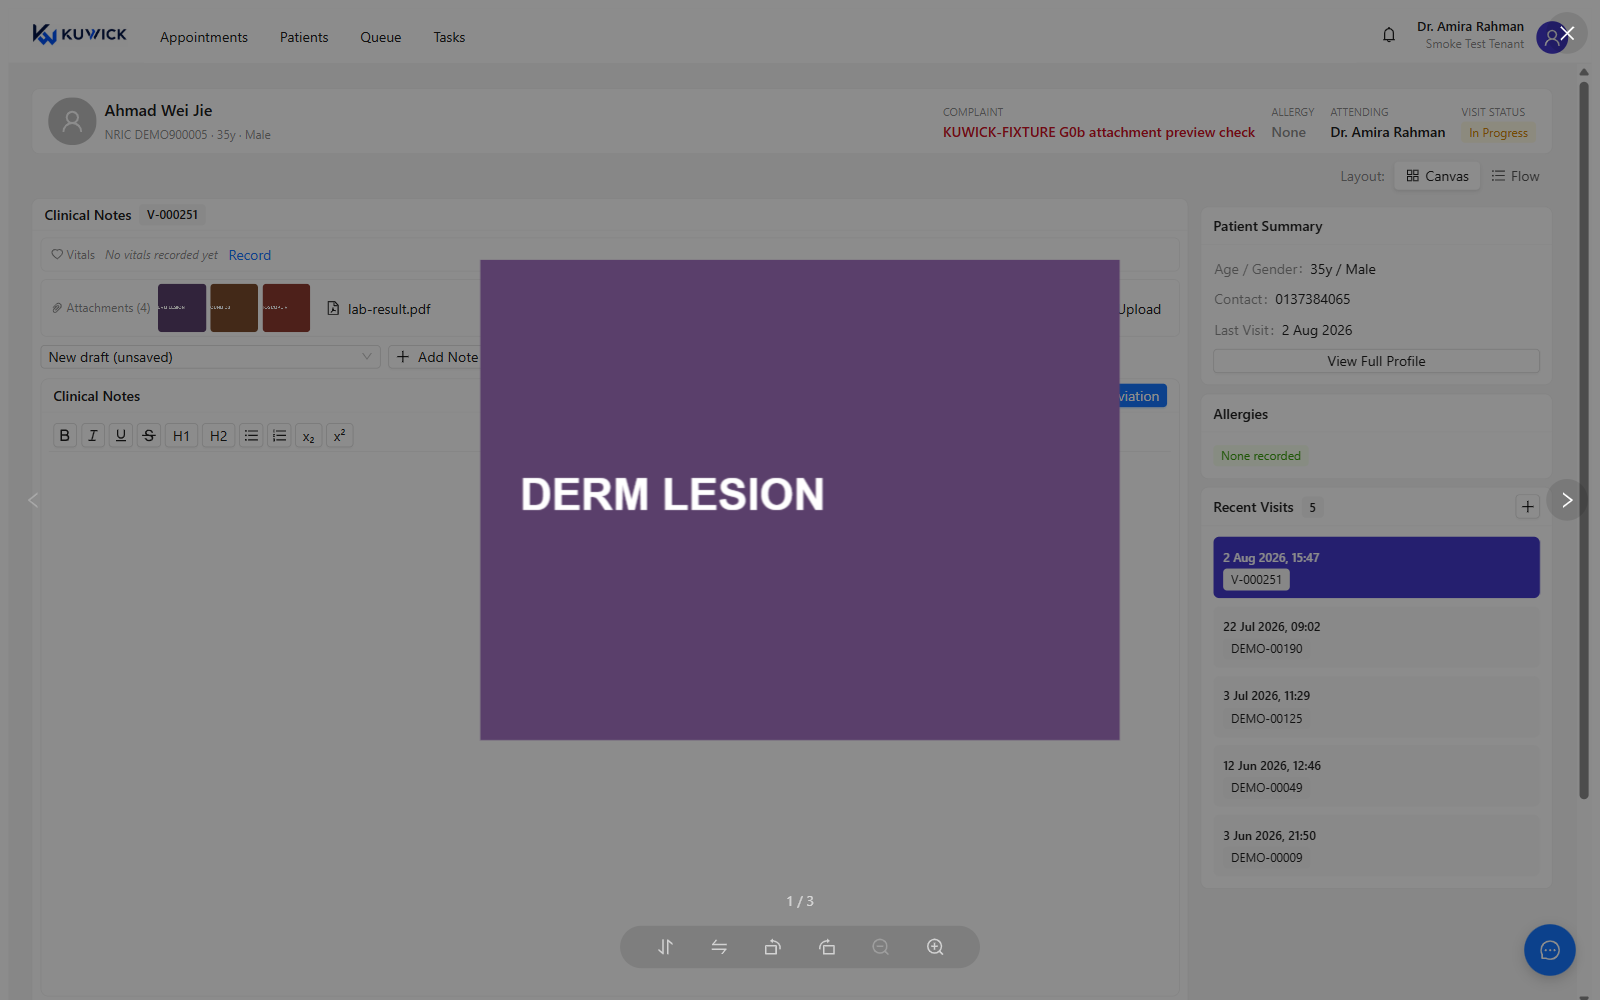 KUWICK
Appointments
Patients
Queue
Tasks
Dr. Amira Rahman
Smoke Test Tenant
Ahmad Wei Jie
NRIC DEMO900005 · 35y · Male
COMPLAINT
KUWICK-FIXTURE G0b attachment preview check
ALLERGY
None
ATTENDING
Dr. Amira Rahman
VISIT STATUS
In Progress
Layout:
Canvas
Flow
Clinical Notes
V-000251
Vitals
No vitals recorded yet
Record
Attachments (4)
lab-result.pdf
Upload
New draft (unsaved)
Add Note
Clinical Notes
viation
B I U S H1 H2 x2 x2
DERM LESION
1 / 3
Patient Summary
Age / Gender: 35y / Male
Contact: 0137384065
Last Visit: 2 Aug 2026
View Full Profile
Allergies
None recorded
Recent Visits 5
2 Aug 2026, 15:47
V-000251
22 Jul 2026, 09:02
DEMO-00190
3 Jul 2026, 11:29
DEMO-00125
12 Jun 2026, 12:46
DEMO-00049
3 Jun 2026, 21:50
DEMO-00009